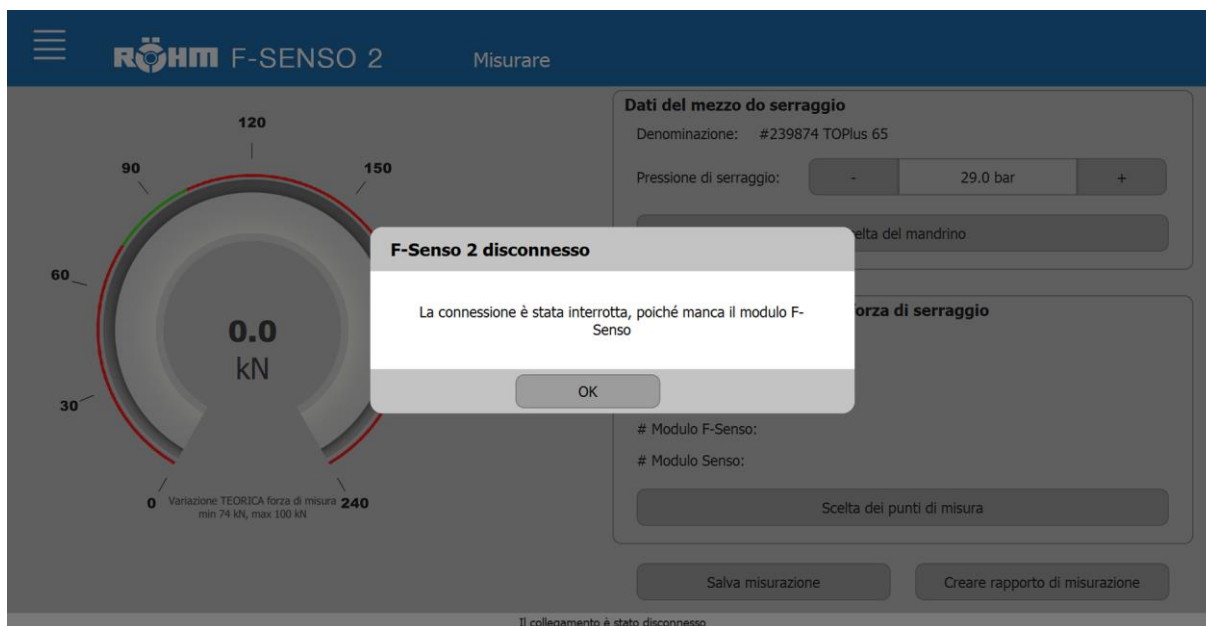 RÖHM F-SENSO 2 Misurare
Dati del mezzo do serraggio
Denominazione: #239874 TOPlus 65
Pressione di serraggio: - 29.0 bar +
elta del mandrino
120
90
150
60
30
0
240
0.0
kN
Variazione TEORICA forza di misura
min 74 kN, max 100 kN
F-Senso 2 disconnesso
La connessione è stata interrotta, poiché manca il modulo F-
Senso
OK
orza di serraggio
# Modulo F-Senso:
# Modulo Senso:
Scelta dei punti di misura
Salva misurazione
Creare rapporto di misurazione
Il collegamento è stato disconnesso